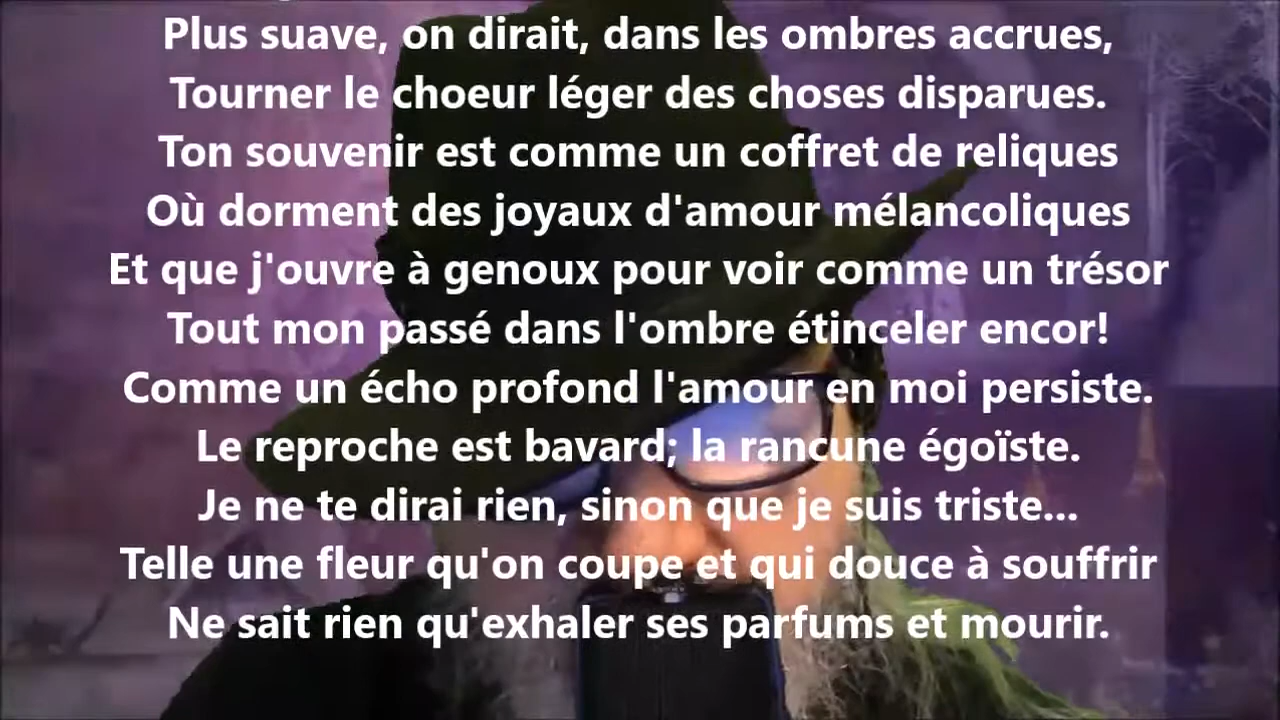 Plus suave, on dirait, dans les ombres accrues,
Tourner le choeur léger des choses disparues.
Ton souvenir est comme un coffret de reliques
Où dorment des joyaux d'amour mélancoliques
Et que j'ouvre à genoux pour voir comme un trésor
Tout mon passé dans l'ombre étinceler encor!
Comme un écho profond l'amour en moi persiste.
Le reproche est bavard; la rancune égoïste.
Je ne te dirai rien, sinon que je suis triste...
Telle une fleur qu'on coupe et qui douce à souffrir
Ne sait rien qu'exhaler ses parfums et mourir.